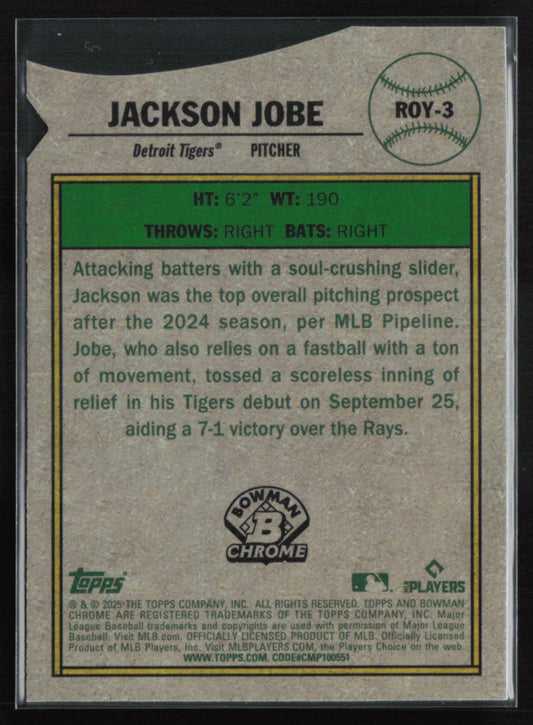 JACKSON JOBE
ROY-3
Detroit Tigers® PITCHER
HT: 6'2" WT: 190
THROWS: RIGHT BATS: RIGHT
Attacking batters with a soul-crushing slider,
Jackson was the top overall pitching prospect
after the 2024 season, per MLB Pipeline.
Jobe, who also relies on a fastball with a ton
of movement, tossed a scoreless inning of
relief in his Tigers debut on September 25,
aiding a 7-1 victory over the Rays.
BOWMAN
B
CHROME
TOPPS
PLAYERS
® & © 2025 THE TOPPS COMPANY, INC. ALL RIGHTS RESERVED. TOPPS AND BOWMAN
CHROME ARE REGISTERED TRADEMARKS OF THE TOPPS COMPANY, INC. Major
League Baseball trademarks and copyrights are used with permission of Major League
Baseball. Visit MLB.com. OFFICIALLY LICENSED PRODUCT OF MLB. Officially Licensed
Product of MLB Players, Inc. Visit MLBPLAYERS.COM, the Players Choice on the web.
WWW.TOPPS.COM. CODE#CMP100551